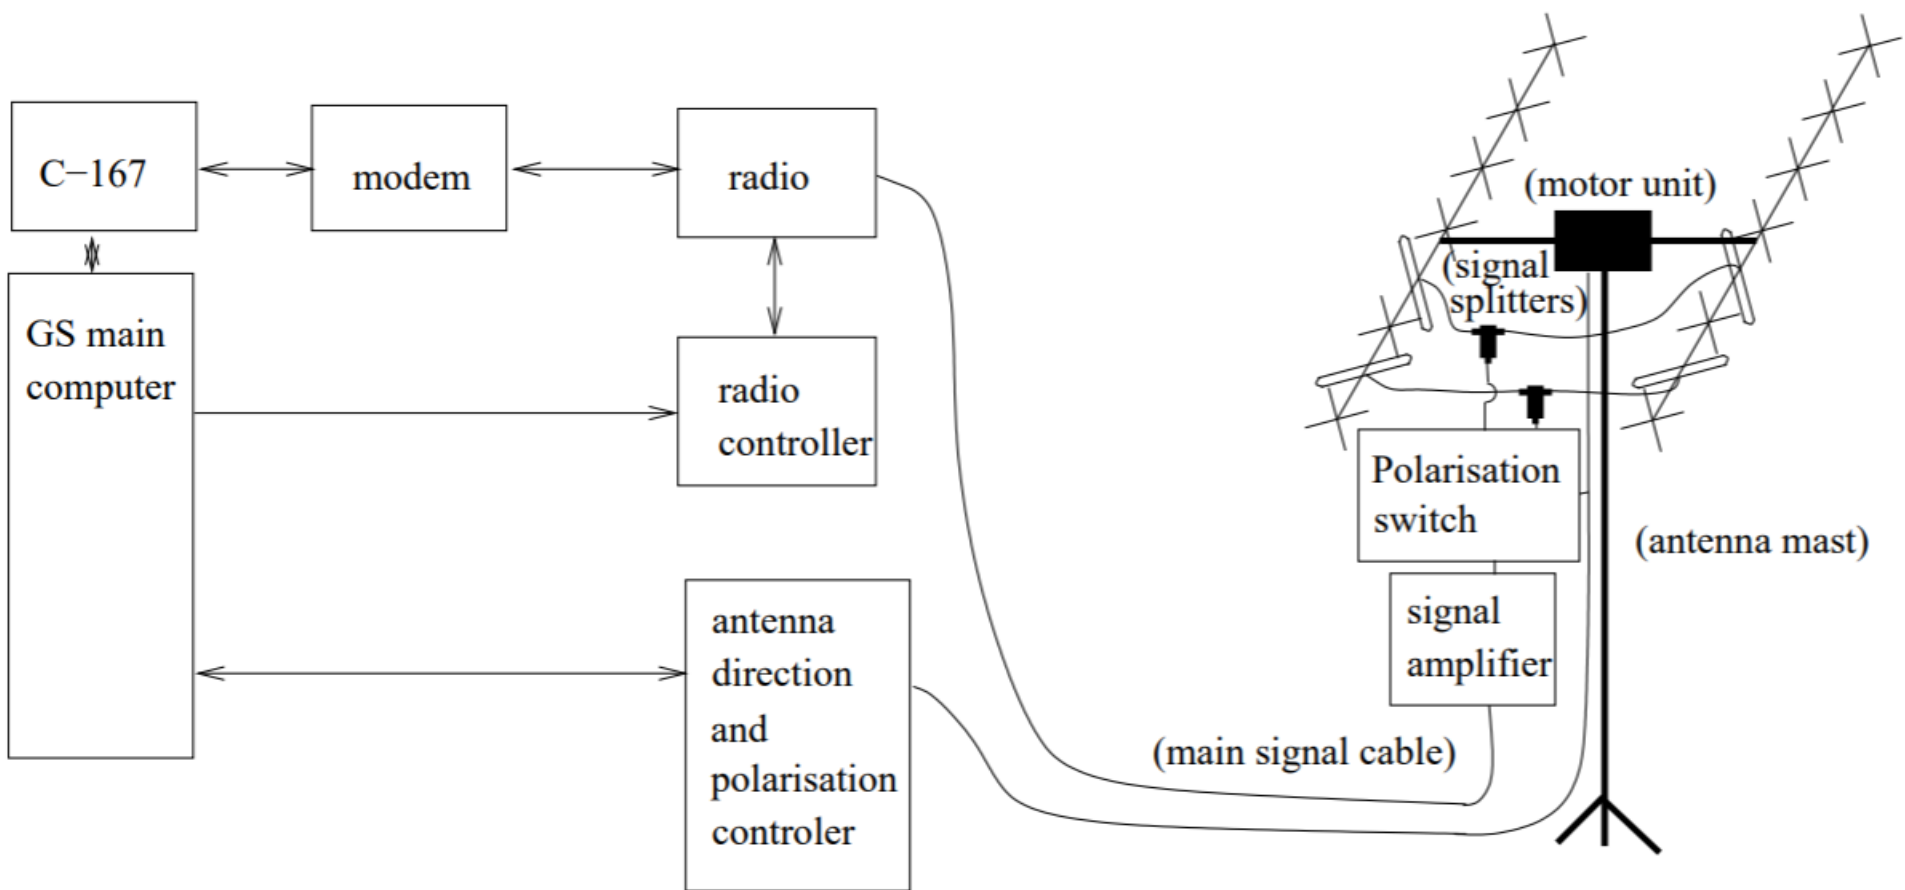 C−167
modem
radio
(motor unit)
(signal
splitters)
GS main
computer
radio
controller
Polarisation
switch
(antenna mast)
signal
amplifier
antenna
direction
and
polarisation
controler
(main signal cable)